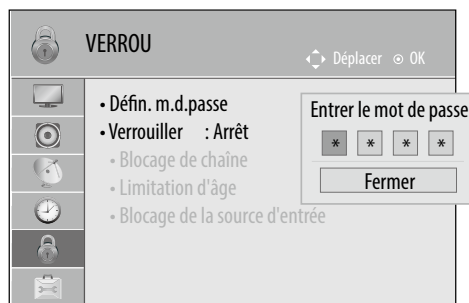 VERROU
Déplacer OK
• Défin. m.d.passe
• Verrouiller : Arrêt
• Blocage de chaîne
• Limitation d'âge
• Blocage de la source d'entrée
Entrer le mot de passe
* * * *
Fermer